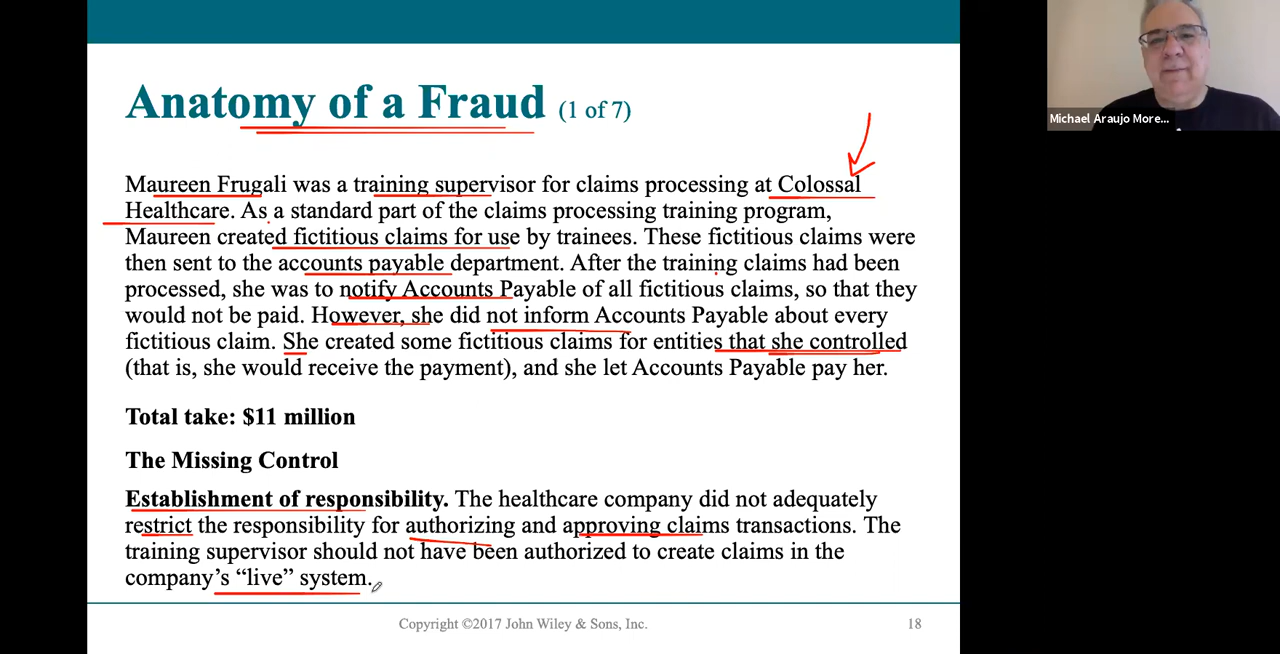 Anatomy of a Fraud (1 of 7)
Michael Araujo More...
Maureen Frugali was a training supervisor for claims processing at Colossal
Healthcare. As a standard part of the claims processing training program,
Maureen created fictitious claims for use by trainees. These fictitious claims were
then sent to the accounts payable department. After the training claims had been
processed, she was to notify Accounts Payable of all fictitious claims, so that they
would not be paid. However, she did not inform Accounts Payable about every
fictitious claim. She created some fictitious claims for entities that she controlled
(that is, she would receive the payment), and she let Accounts Payable pay her.
Total take: $11 million
The Missing Control
Establishment of responsibility. The healthcare company did not adequately
restrict the responsibility for authorizing and approving claims transactions. The
training supervisor should not have been authorized to create claims in the
company’s “live” system.
Copyright ©2017 John Wiley & Sons, Inc.
18